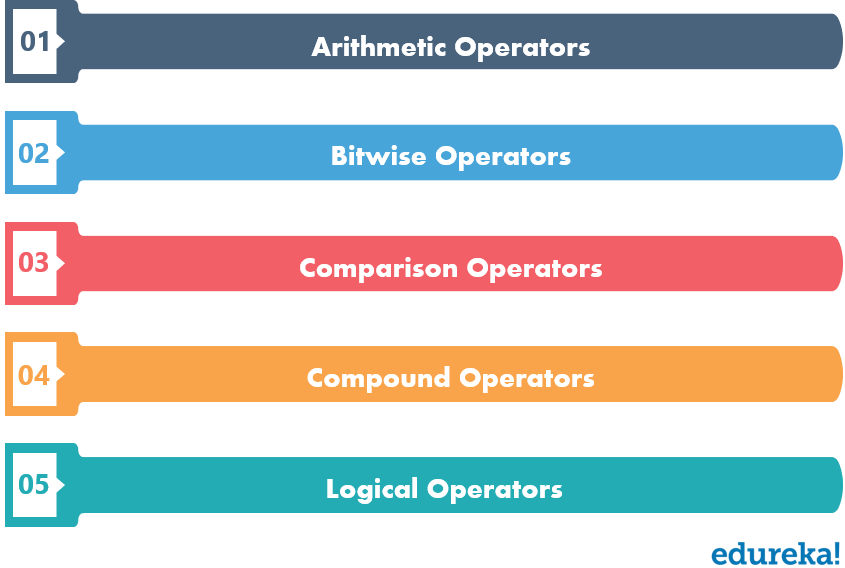 01
Arithmetic Operators
02
Bitwise Operators
03
Comparison Operators
04
Compound Operators
05
Logical Operators
edureka!